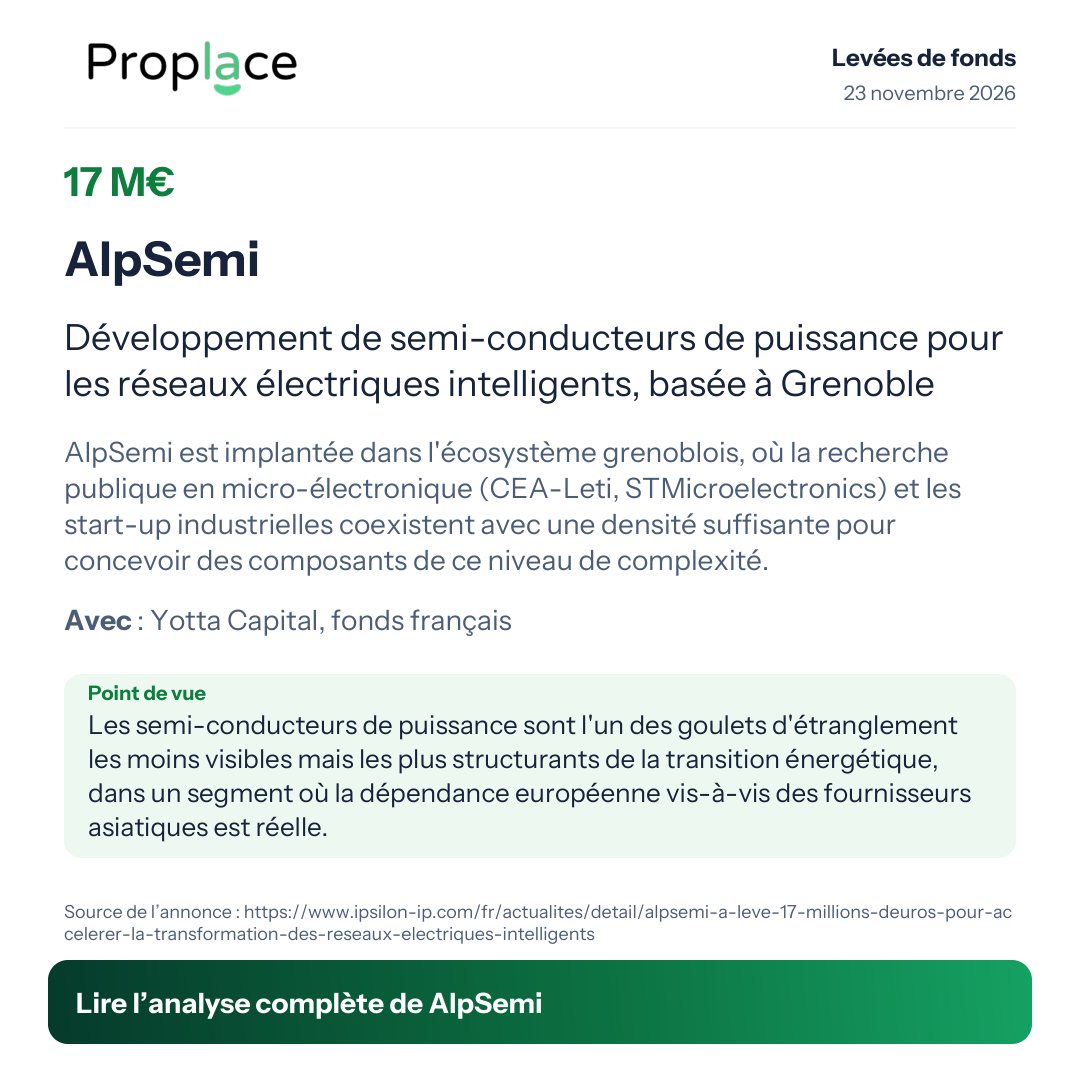 Proplace
Levées de fonds
23 novembre 2026
17 M€
AlpSemi
Développement de semi-conducteurs de puissance pour
les réseaux électriques intelligents, basée à Grenoble
AlpSemi est implantée dans l'écosystème grenoblois, où la recherche
publique en micro-électronique (CEA-Leti, STMicroelectronics) et les
start-up industrielles coexistent avec une densité suffisante pour
concevoir des composants de ce niveau de complexité.
Avec : Yotta Capital, fonds français
Point de vue
Les semi-conducteurs de puissance sont l'un des goulets d'étranglement
les moins visibles mais les plus structurants de la transition énergétique,
dans un segment où la dépendance européenne vis-à-vis des fournisseurs
asiatiques est réelle.
Source de l’annonce : https://www.ipsilon-ip.com/fr/actualites/detail/alpsemi-a-leve-17-millions-deuros-pour-ac
celerer-la-transformation-des-reseaux-electriques-intelligents
Lire l’analyse complète de AlpSemi